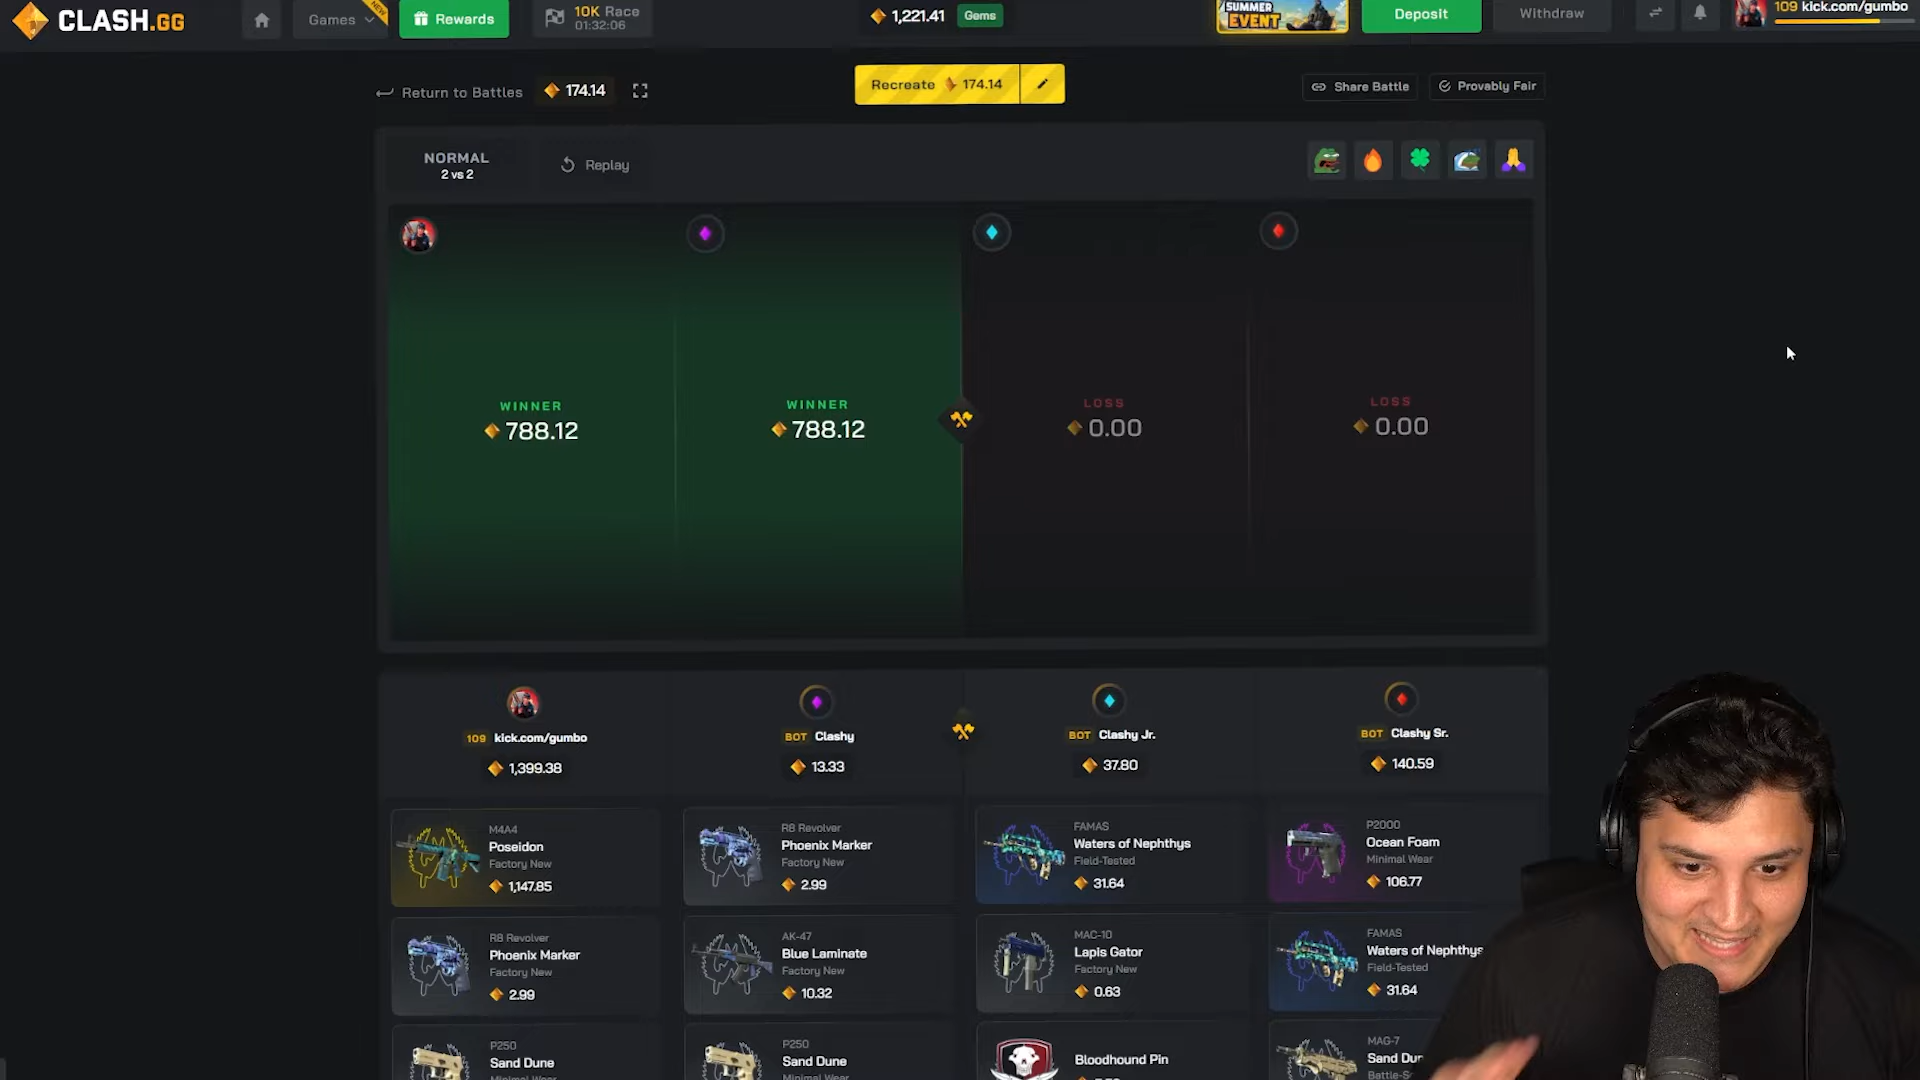 CLASH.GG
Games
NEW
Rewards
10K Race
01:32:06
1,221.41
Gems
SUMMER
EVENT
Deposit
Withdraw
109 kick.com/gumbo
Return to Battles
174.14
Recreate 174.14
Share Battle
Provably Fair
NORMAL
2 vs 2
Replay
WINNER
788.12
WINNER
788.12
LOSS
0.00
LOSS
0.00
109 kick.com/gumbo
1,399.38
BOT Clashy
13.33
BOT Clashy Jr.
37.80
BOT Clashy Sr.
140.59
M4A4
Poseidon
Factory New
1,147.85
R8 Revolver
Phoenix Marker
Factory New
2.99
FAMAS
Waters of Nephthys
Field-Tested
31.64
P2000
Ocean Foam
Minimal Wear
106.77
R8 Revolver
Phoenix Marker
Factory New
2.99
AK-47
Blue Laminate
Factory New
10.32
MAC-10
Lapis Gator
Factory New
0.63
FAMAS
Waters of Nephthys
Field-Tested
31.64
P250
Sand Dune
Minimal Wear
P250
Sand Dune
Minimal Wear
Bloodhound Pin
MAG-7
Sand Dun